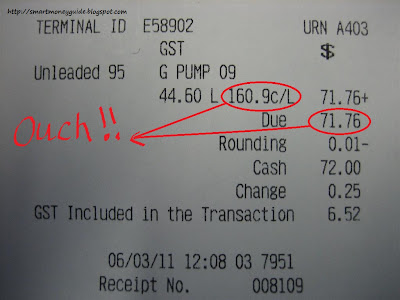 http://smartmoneyguide.blogspot.com
TERMINAL ID E58902 URN A403
GST $
Unleaded 95 G PUMP 09
44.60 L 160.9c/L 71.76+
Due 71.76
Ouch!!
Rounding 0.01-
Cash 72.00
Change 0.25
GST Included in the Transaction 6.52
06/03/11 12:08 03 7951
Receipt No. 008109